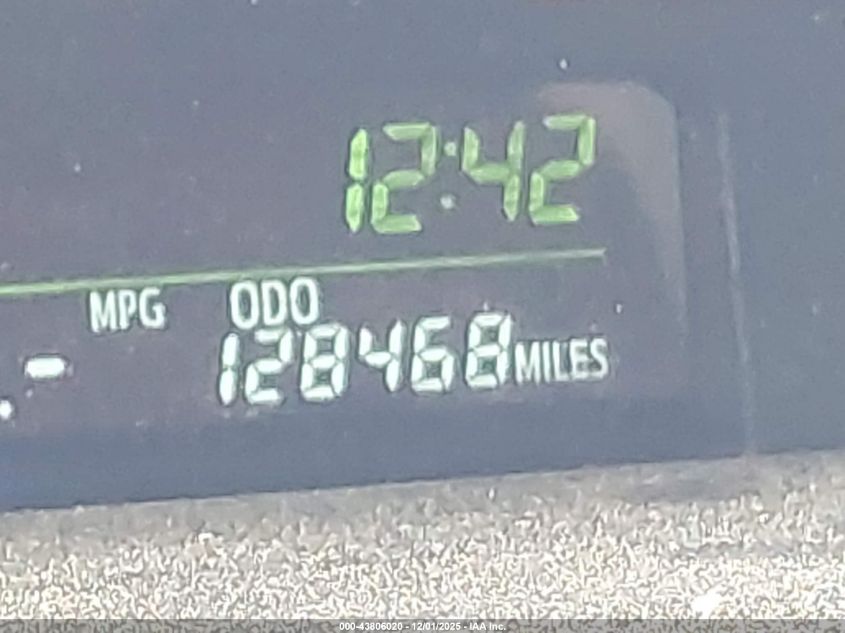 12:42
MPG ODO
128468 MILES
000-43806020 - 12/01/2025 - IAA Inc.